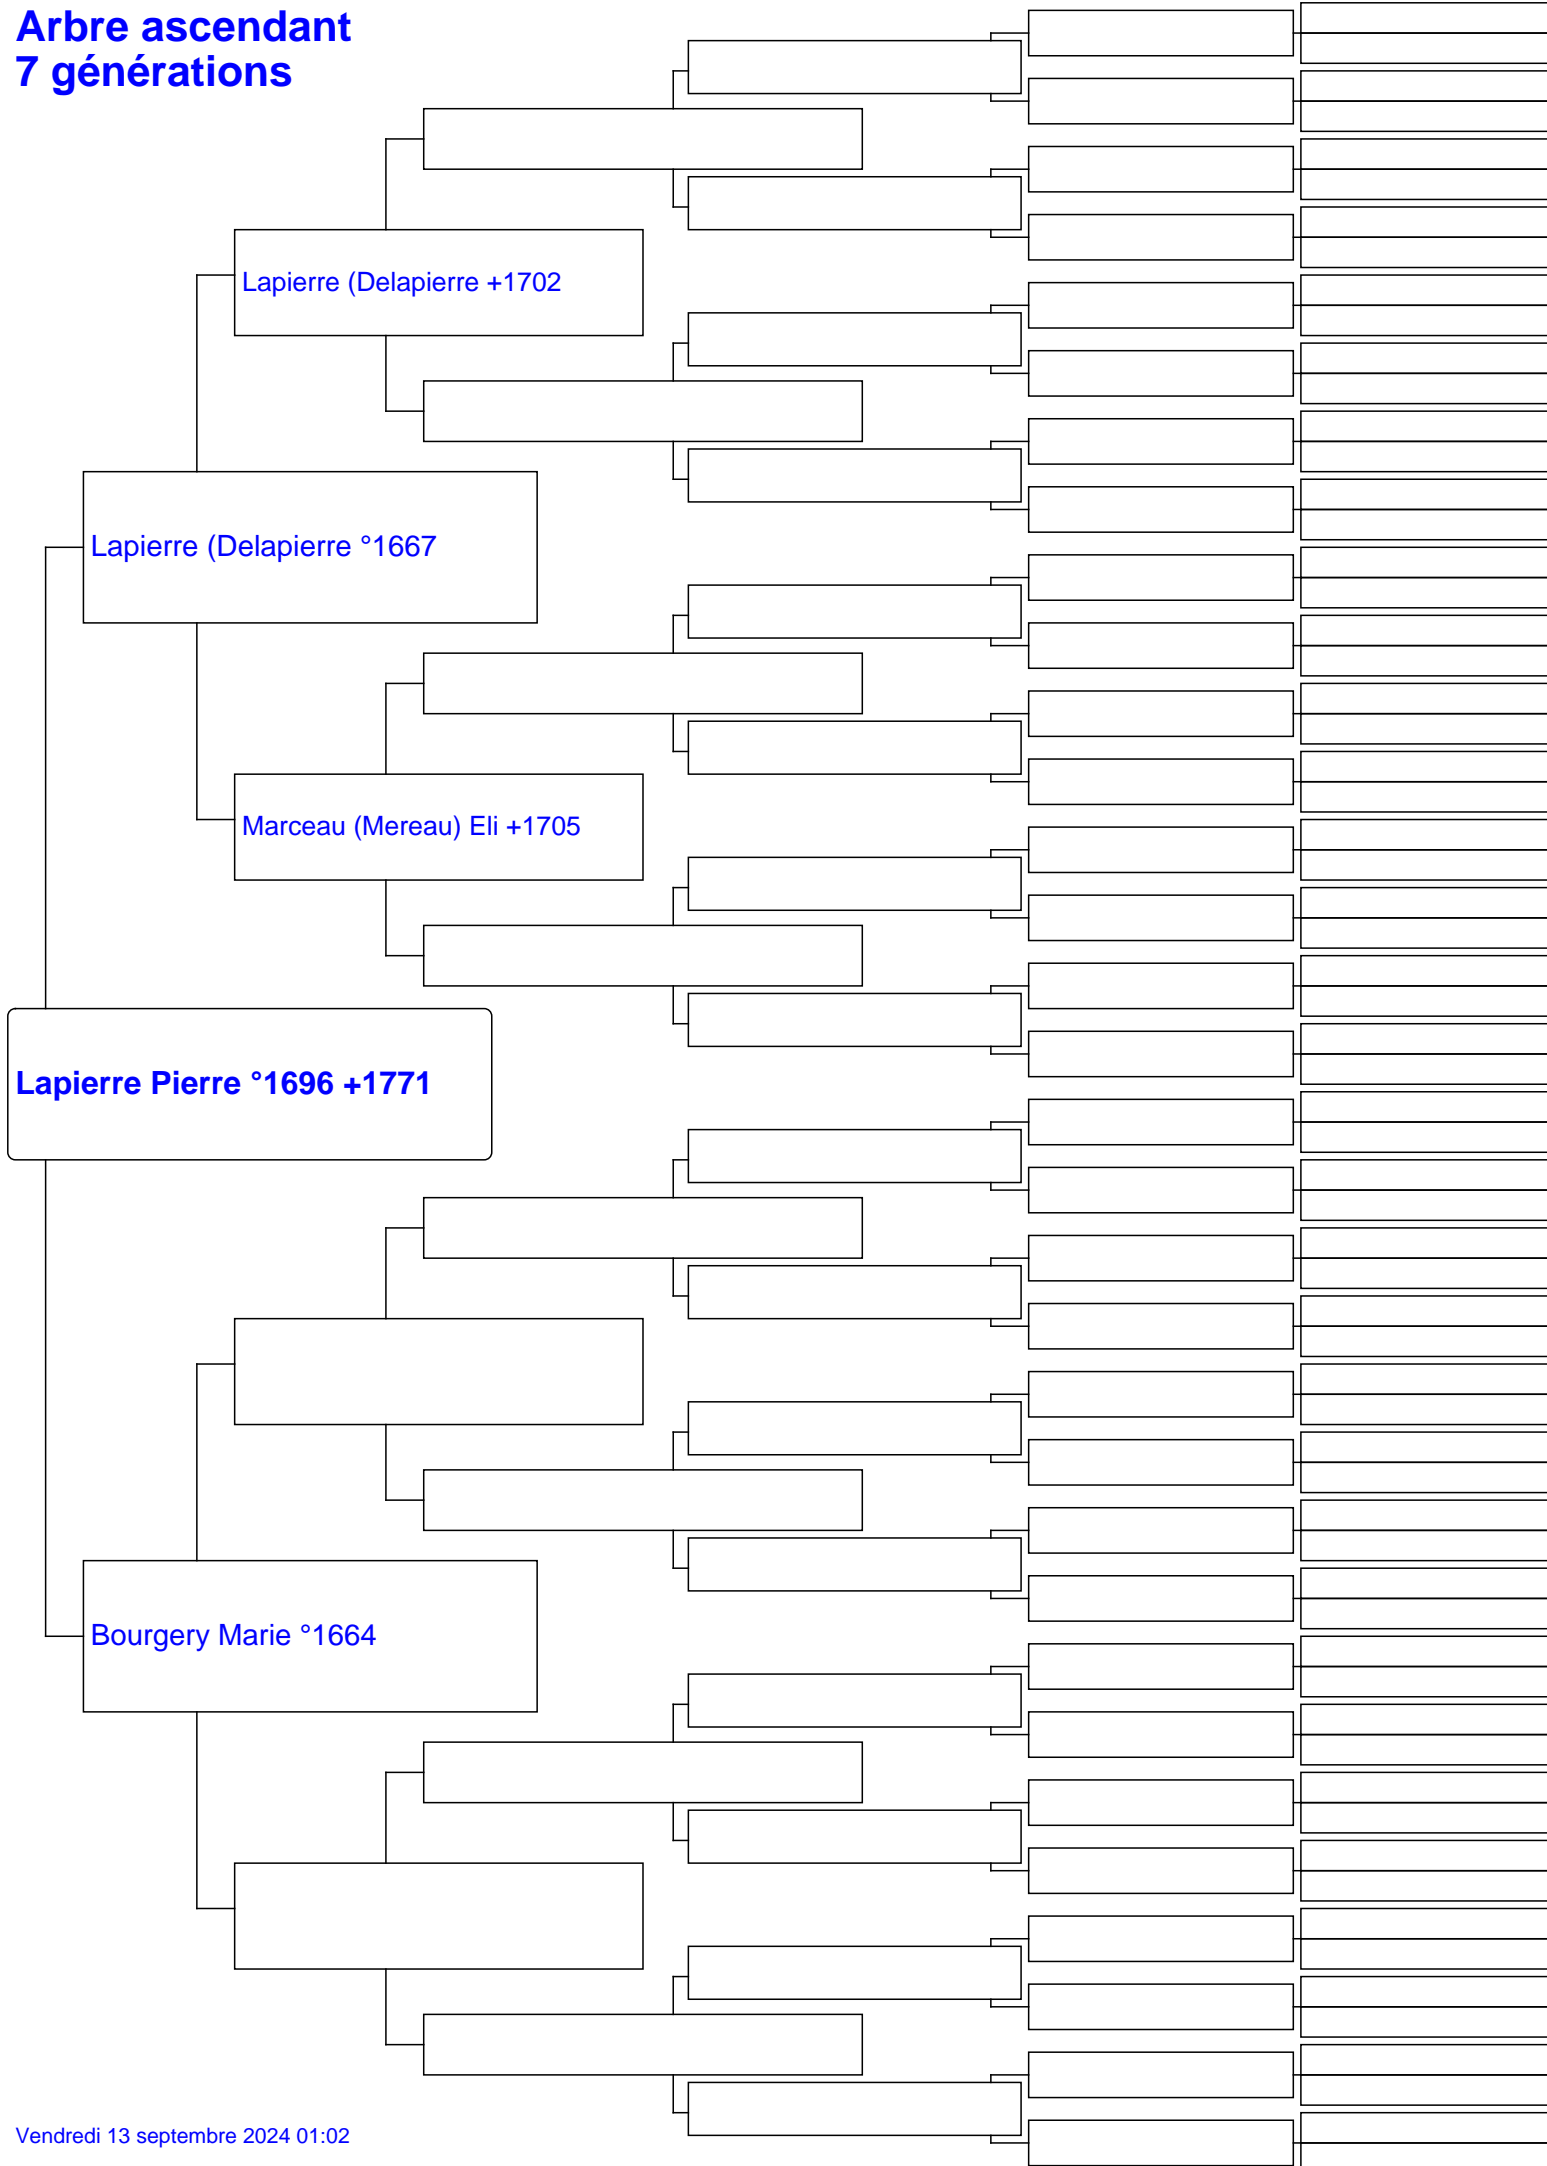 Arbre ascendant
7 générations
Lapierre (Delapierre +1702
Lapierre (Delapierre °1667
Marceau (Mereau) Eli +1705
Lapierre Pierre °1696 +1771
Bourgery Marie °1664
Vendredi 13 septembre 2024 01:02